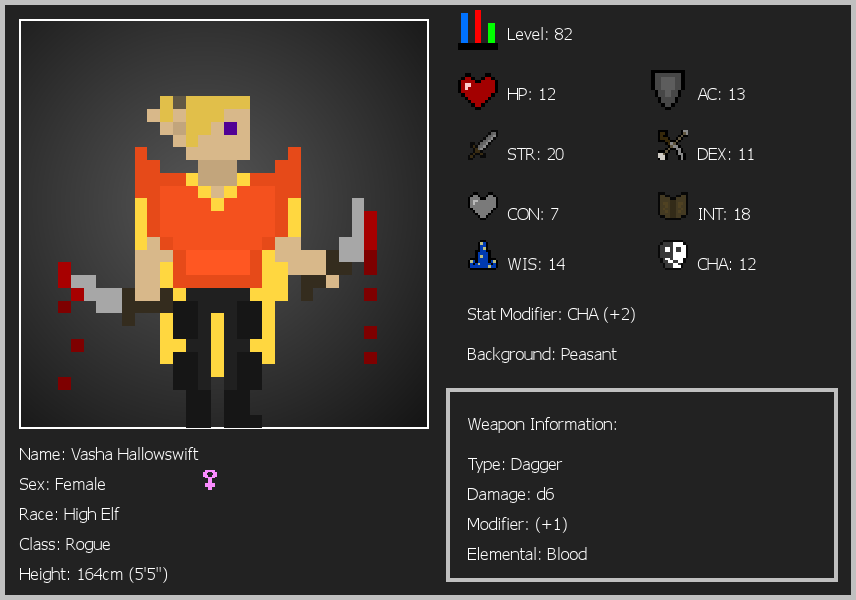 Level: 82
HP: 12
AC: 13
STR: 20
DEX: 11
CON: 7
INT: 18
WIS: 14
CHA: 12
Stat Modifier: CHA (+2)
Background: Peasant
Weapon Information:
Type: Dagger
Damage: d6
Modifier: (+1)
Elemental: Blood
Name: Vasha Hallowswift
Sex: Female
Race: High Elf
Class: Rogue
Height: 164cm (5'5")